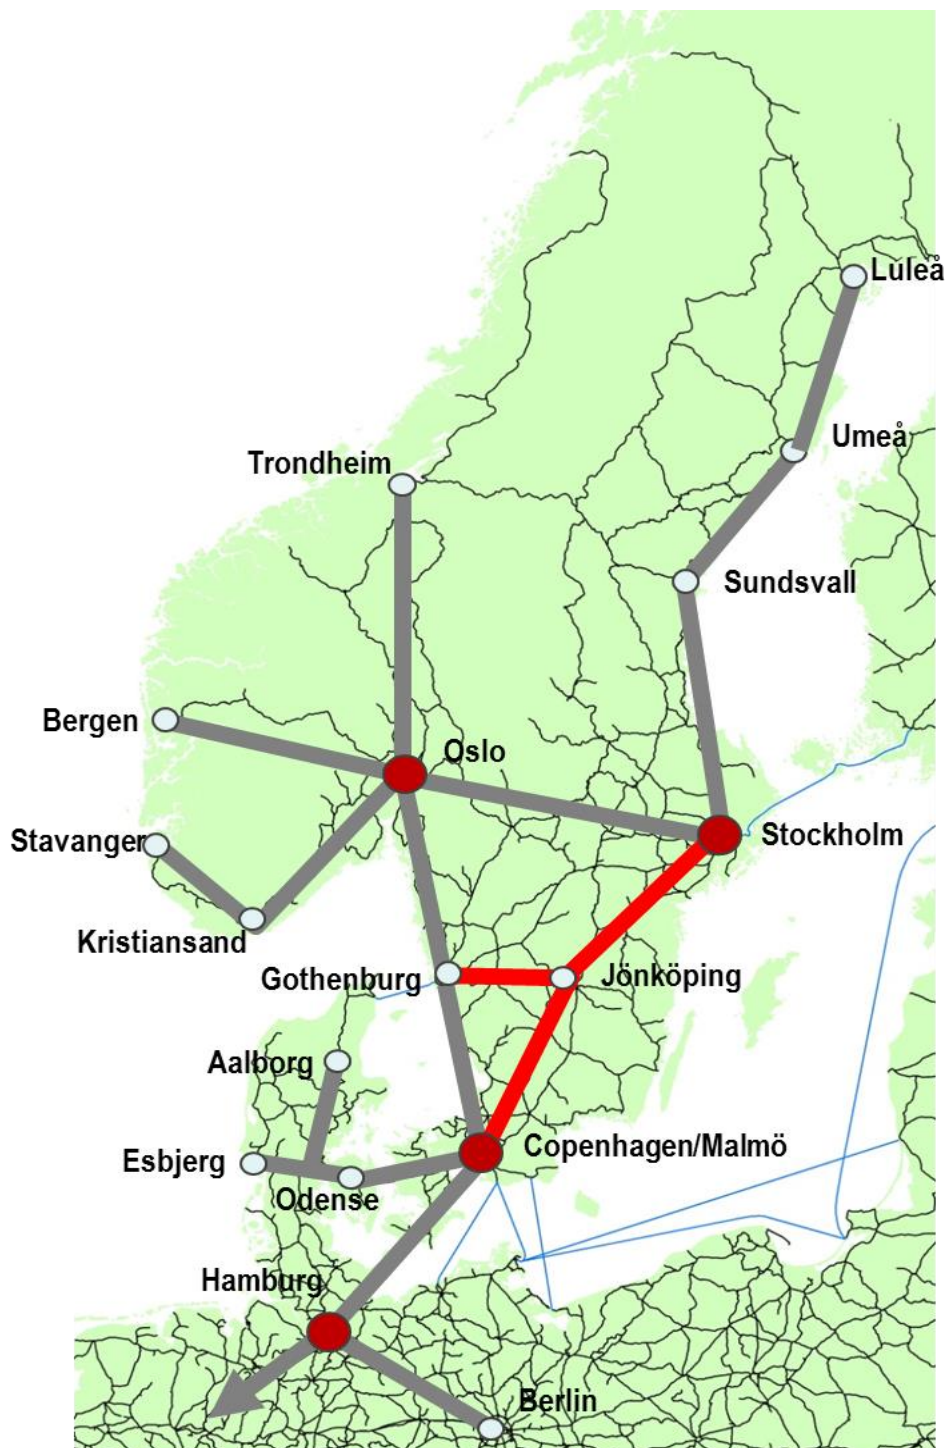 Luleå
Umeå
Trondheim
Sundsvall
Bergen
Oslo
Stavanger
Stockholm
Kristiansand
Gothenburg
Jönköping
Aalborg
Copenhagen/Malmö
Esbjerg
Odense
Hamburg
Berlin